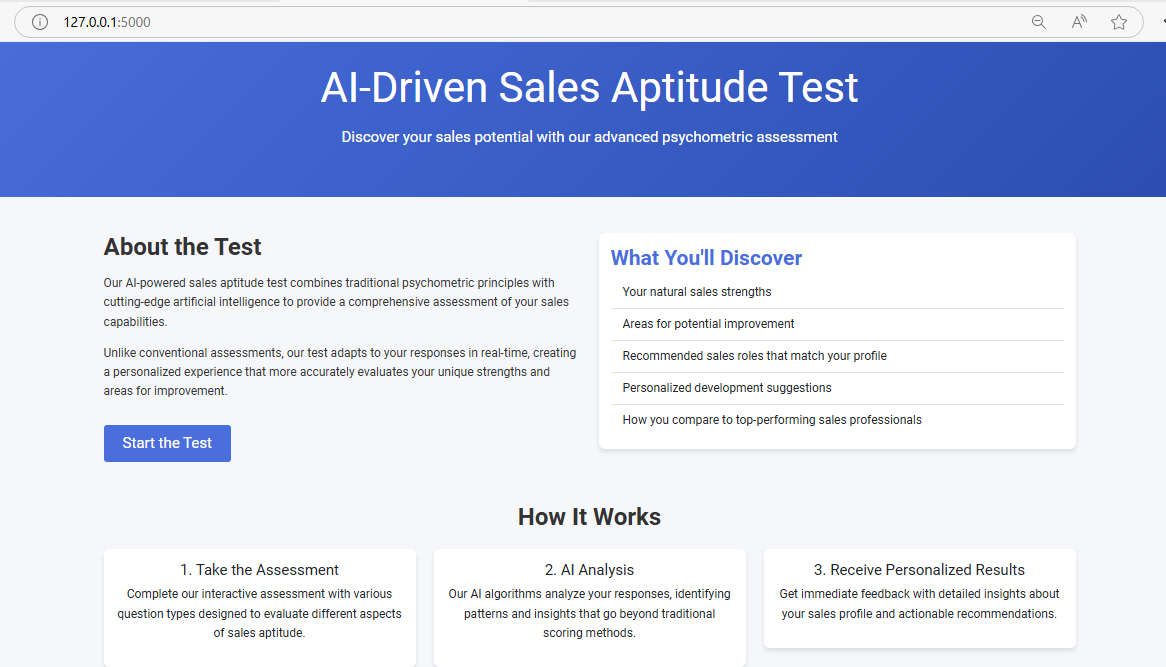 127.0.0.1:5000
AI-Driven Sales Aptitude Test
Discover your sales potential with our advanced psychometric assessment
About the Test
Our AI-powered sales aptitude test combines traditional psychometric principles with
cutting-edge artificial intelligence to provide a comprehensive assessment of your sales
capabilities.
Unlike conventional assessments, our test adapts to your responses in real-time, creating
a personalized experience that more accurately evaluates your unique strengths and
areas for improvement.
Start the Test
What You'll Discover
Your natural sales strengths
Areas for potential improvement
Recommended sales roles that match your profile
Personalized development suggestions
How you compare to top-performing sales professionals
How It Works
1. Take the Assessment
Complete our interactive assessment with various
question types designed to evaluate different aspects
of sales aptitude.
2. AI Analysis
Our AI algorithms analyze your responses, identifying
patterns and insights that go beyond traditional
scoring methods.
3. Receive Personalized Results
Get immediate feedback with detailed insights about
your sales profile and actionable recommendations.